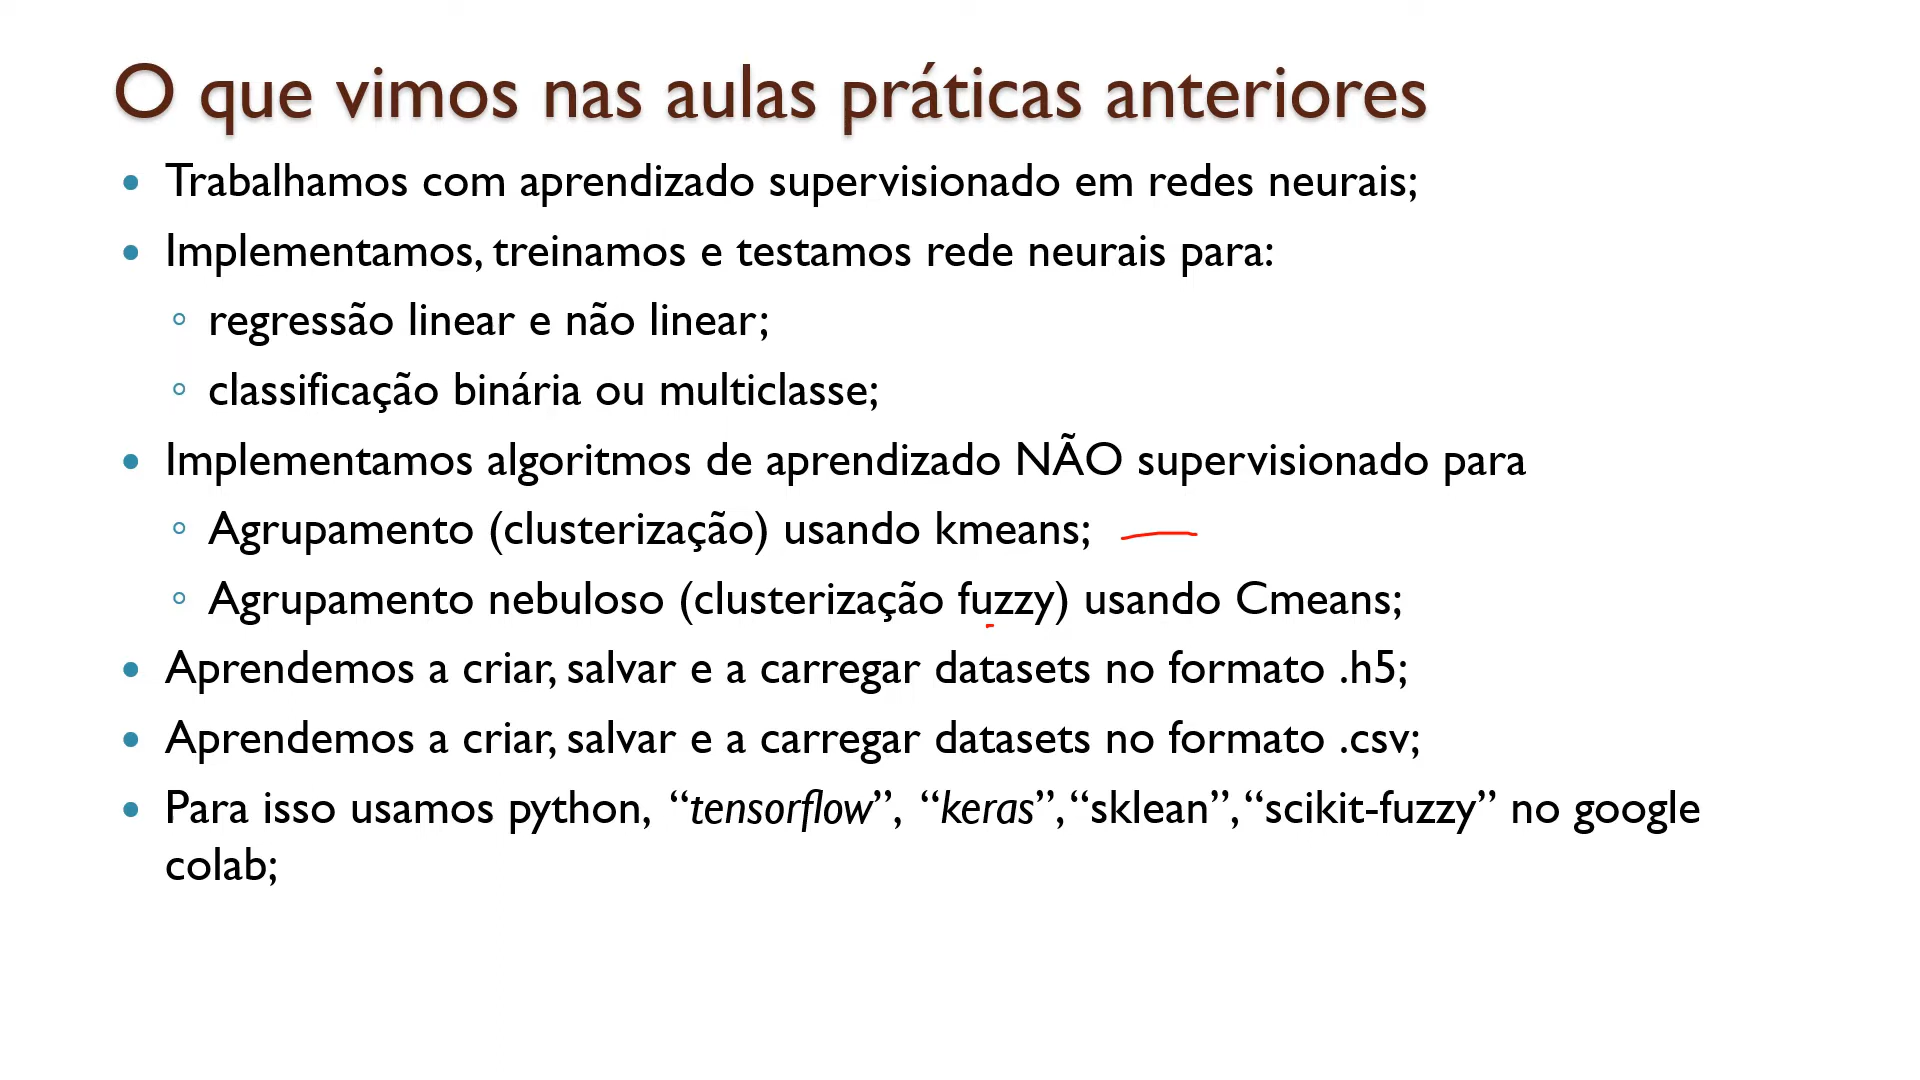 O que vimos nas aulas práticas anteriores
Trabalhamos com aprendizado supervisionado em redes neurais;
Implementamos, treinamos e testamos rede neurais para:
regressão linear e não linear;
classificação binária ou multiclasse;
Implementamos algoritmos de aprendizado NÃO supervisionado para
Agrupamento (clusterização) usando kmeans;
Agrupamento nebuloso (clusterização fuzzy) usando Cmeans;
Aprendemos a criar, salvar e a carregar datasets no formato .h5;
Aprendemos a criar, salvar e a carregar datasets no formato .csv;
Para isso usamos python, “tensorflow”, “keras”, “sklean”, “scikit-fuzzy” no google
colab;